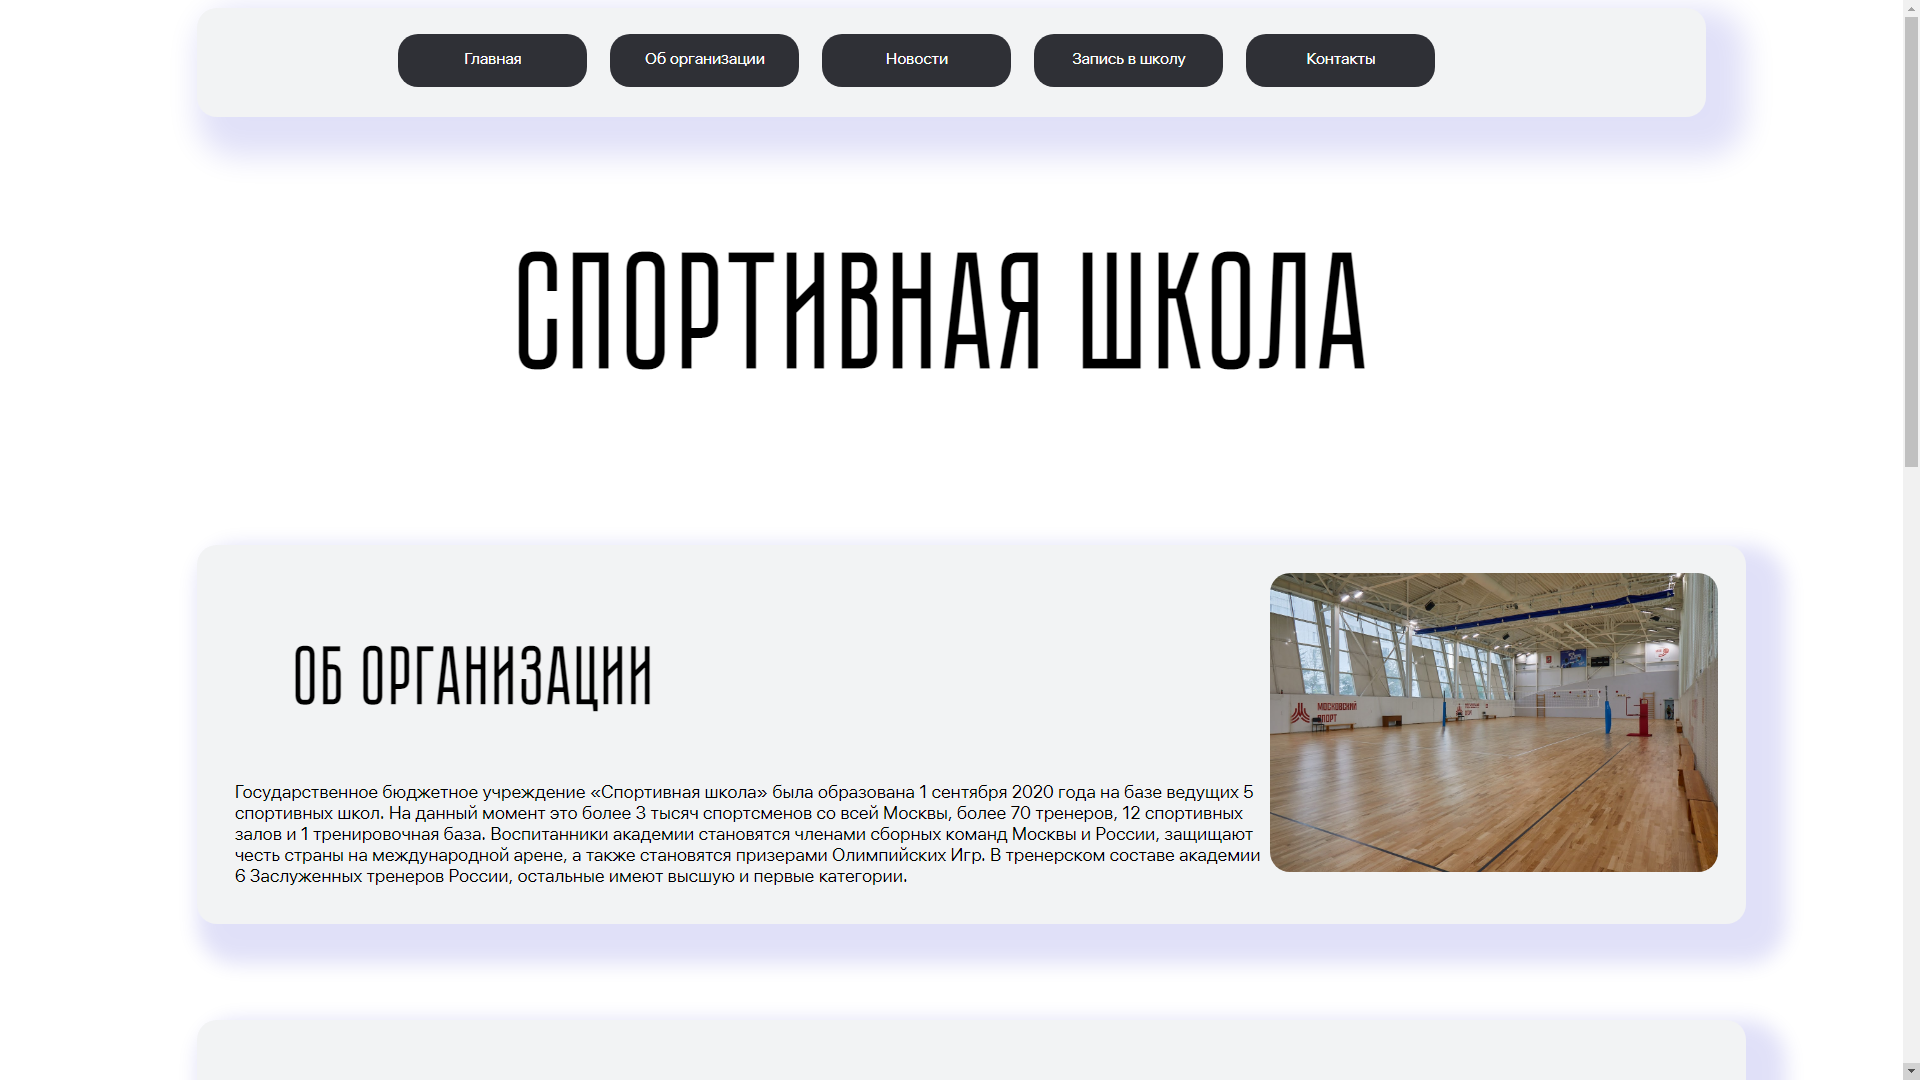 Главная
Об организации
Новости
Запись в школу
Контакты
СПОРТИВНАЯ ШКОЛА
ОБ ОРГАНИЗАЦИИ
МОСКОВСКИЙ
СПОРТ
Государственное бюджетное учреждение «Спортивная школа» была образована 1 сентября 2020 года на базе ведущих 5
спортивных школ. На данный момент это более 3 тысяч спортсменов со всей Москвы, более 70 тренеров, 12 спортивных
залов и 1 тренировочная база. Воспитанники академии становятся членами сборных команд Москвы и России, защищают
честь страны на международной арене, а также становятся призерами Олимпийских Игр. В тренерском составе академии
6 Заслуженных тренеров России, остальные имеют высшую и первые категории.